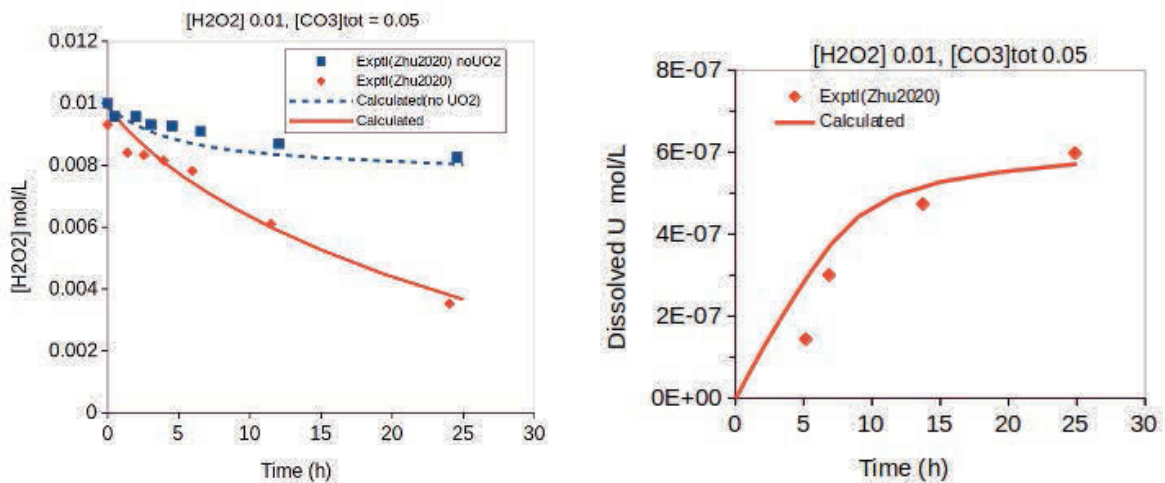 [H2O2] 0.01, [CO3]tot = 0.05
0.012
0.01
0.008
0.006
0.004
0.002
0
[H2O2] mol/L
Exptl(Zhu2020) noUO2
Exptl(Zhu2020)
Calculated(no UO2)
Calculated
0 5 10 15 20 25 30
Time (h)
[H2O2] 0.01, [CO3]tot 0.05
8E-07
6E-07
4E-07
2E-07
0E+00
Dissolved U mol/L
Exptl(Zhu2020)
Calculated
0 5 10 15 20 25 30
Time (h)